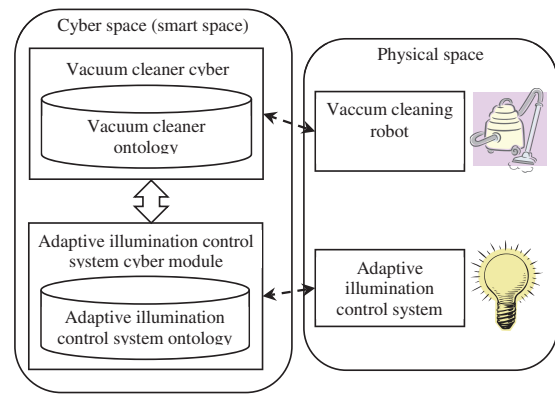 Cyber space (smart space)
Vacuum cleaner cyber
Vacuum cleaner
ontology
Adaptive illumination control
system cyber module
Adaptive illumination
control system ontology
Physical space
Vaccum cleaning
robot
Adaptive
illumination
control system